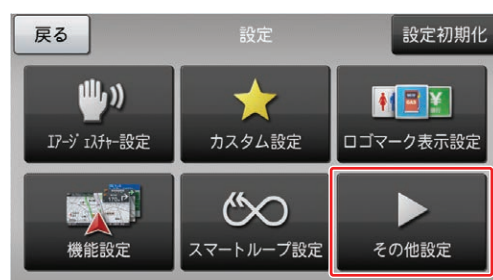 戻る
設定
設定初期化
ｴｱｰｼﾞｪｽﾁｬｰ設定
カスタム設定
ロゴマーク表示設定
機能設定
スマートループ設定
その他設定